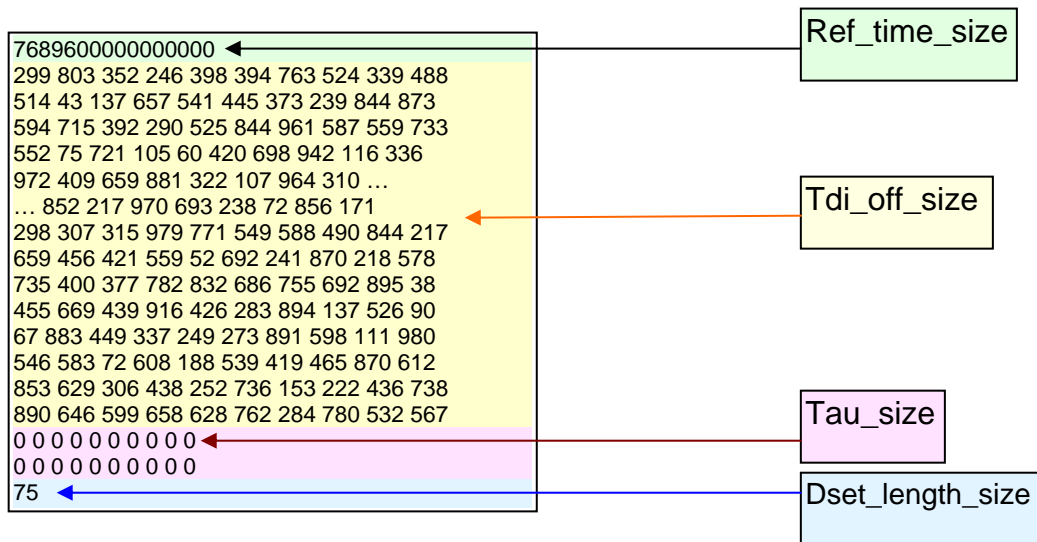 7689600000000000
299 803 352 246 398 394 763 524 339 488
514 43 137 657 541 445 373 239 844 873
594 715 392 290 525 844 961 587 559 733
552 75 721 105 60 420 698 942 116 336
972 409 659 881 322 107 964 310 …
… 852 217 970 693 238 72 856 171
298 307 315 979 771 549 588 490 844 217
659 456 421 559 52 692 241 870 218 578
735 400 377 782 832 686 755 692 895 38
455 669 439 916 426 283 894 137 526 90
67 883 449 337 249 273 891 598 111 980
546 583 72 608 188 539 419 465 870 612
853 629 306 438 252 736 153 222 436 738
890 646 599 658 628 762 284 780 532 567
0 0 0 0 0 0 0 0 0 0
0 0 0 0 0 0 0 0 0 0
75
Ref_time_size
Tdi_off_size
Tau_size
Dset_length_size